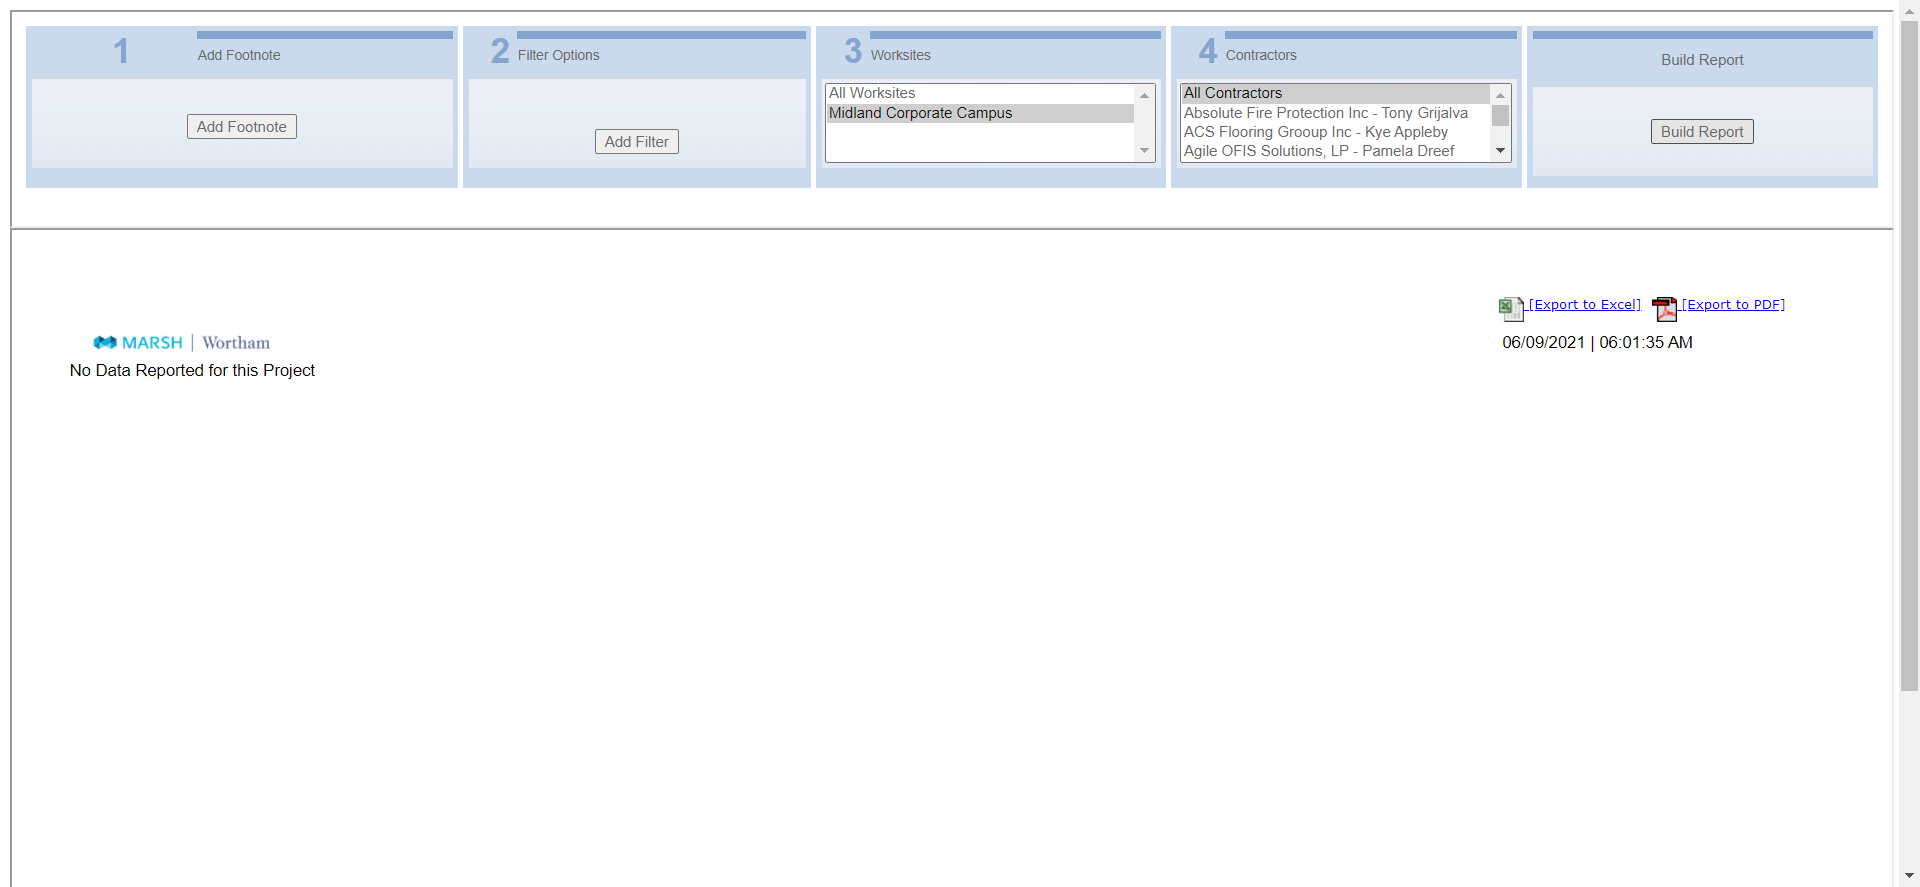 1 Add Footnote
Add Footnote
2 Filter Options
Add Filter
3 Worksites
All Worksites
Midland Corporate Campus
4 Contractors
All Contractors
Absolute Fire Protection Inc - Tony Grijalva
ACS Flooring Grooup Inc - Kye Appleby
Agile OFIS Solutions, LP - Pamela Dreef
Build Report
Build Report
[Export to Excel] [Export to PDF]
MARSH | Wortham
06/09/2021 | 06:01:35 AM
No Data Reported for this Project